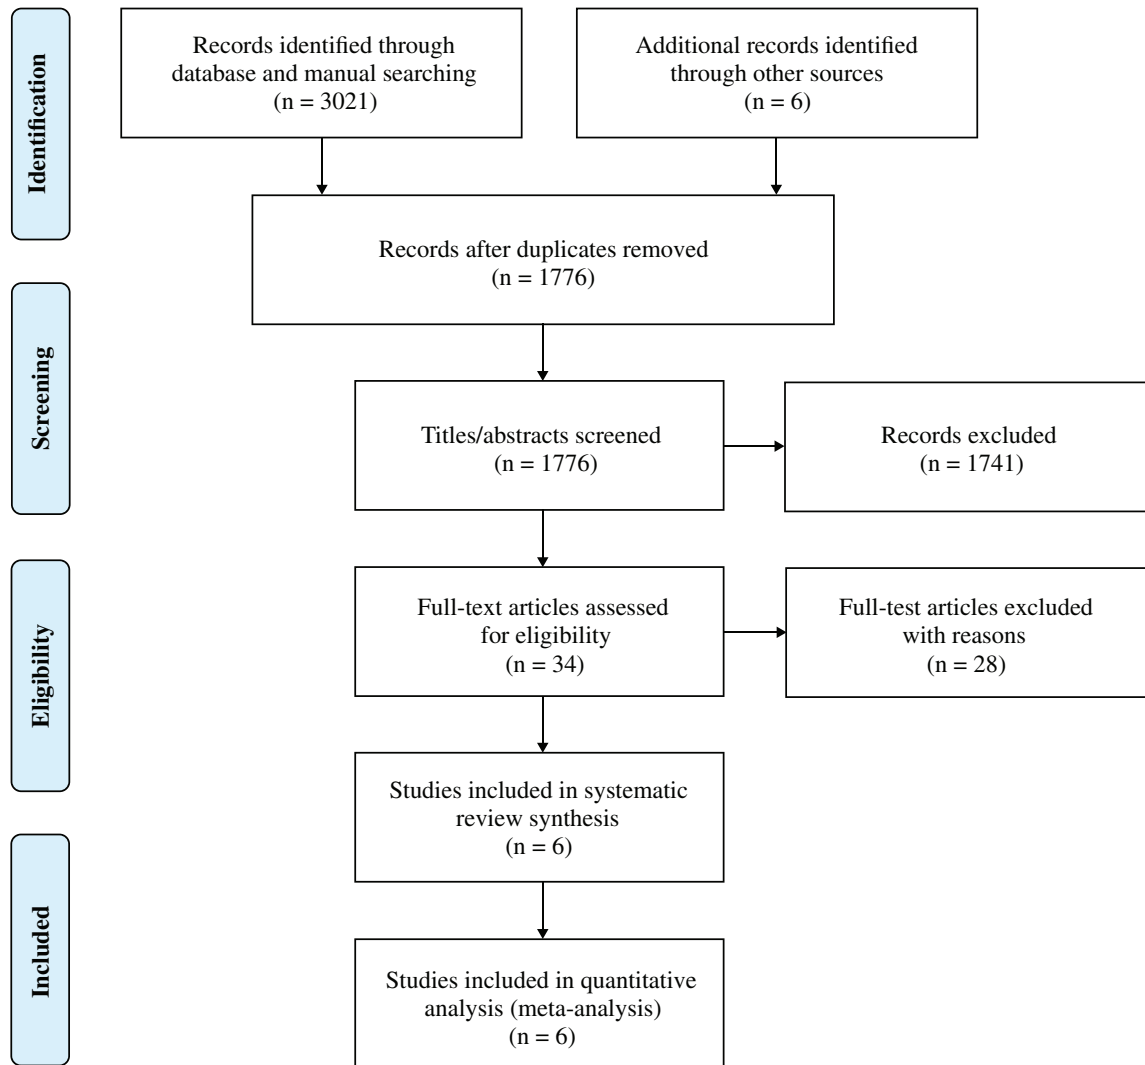 Identification
Records identified through
database and manual searching
(n = 3021)
Additional records identified
through other sources
(n = 6)
Records after duplicates removed
(n = 1776)
Screening
Titles/abstracts screened
(n = 1776)
Records excluded
(n = 1741)
Eligibility
Full-text articles assessed
for eligibility
(n = 34)
Full-test articles excluded
with reasons
(n = 28)
Studies included in systematic
review synthesis
(n = 6)
Included
Studies included in quantitative
analysis (meta-analysis)
(n = 6)